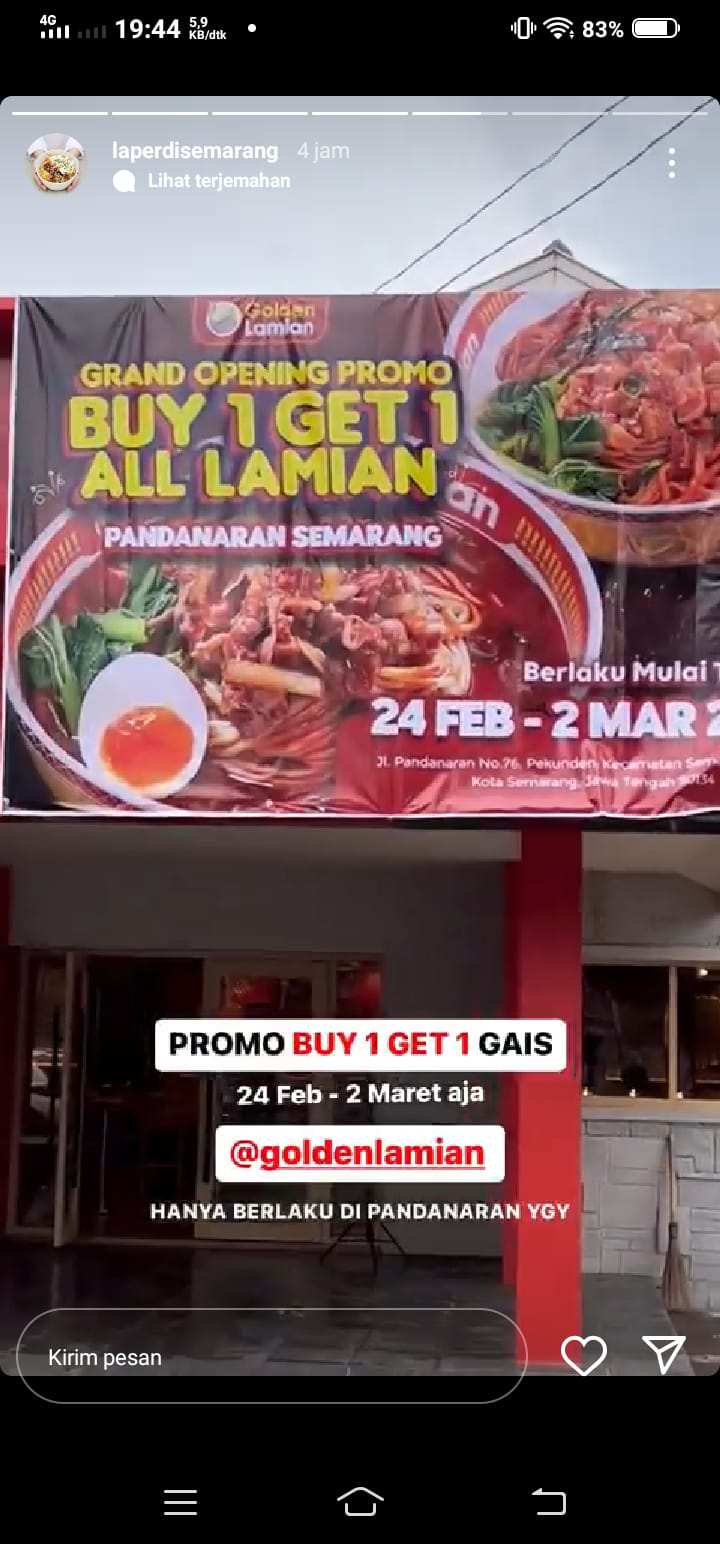 4G
19:44
5,9
KB/dtk
83%
laperdisemarang 4 jam
Lihat terjemahan
Golden
Lamian
GRAND OPENING PROMO
BUY 1 GET 1
ALL LAMIAN
PANDANARAN SEMARANG
Berlaku Mulai
24 FEB - 2 MAR
Jl. Pandanaran No.76, Pekunden, Kecamatan
Kota Semarang, Jawa Tengah 50134
PROMO BUY 1 GET 1 GAIS
24 Feb - 2 Maret aja
@goldenlamian
HANYA BERLAKU DI PANDANARAN YGY
Kirim pesan